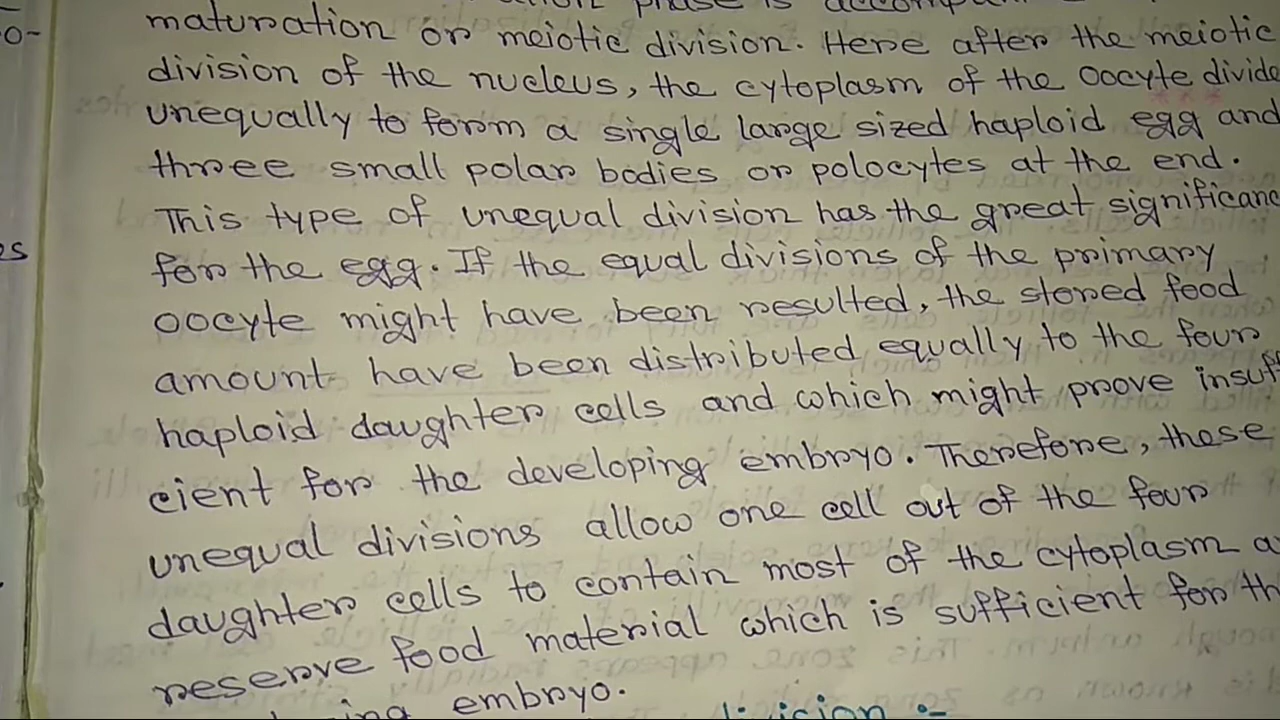 phase is
maturation or meiotic division. Here after the meiotic
division of the nucleus, the cytoplasm of the Oocyte divide
unequally to form a single large sized haploid egg and
three small polar bodies or polocytes at the end.
This type of unequal division has the great significanc
for the egg. If the equal divisions of the primary
oocyte might have been resulted, the stored food
amount have been distributed equally to the four
haploid daughter cells and which might prove insuff
cient for the developing embryo. Therefore, these
unequal divisions allow one cell out of the four
daughter cells to contain most of the cytoplasm a
reserve food material which is sufficient for th
embryo.
division :-